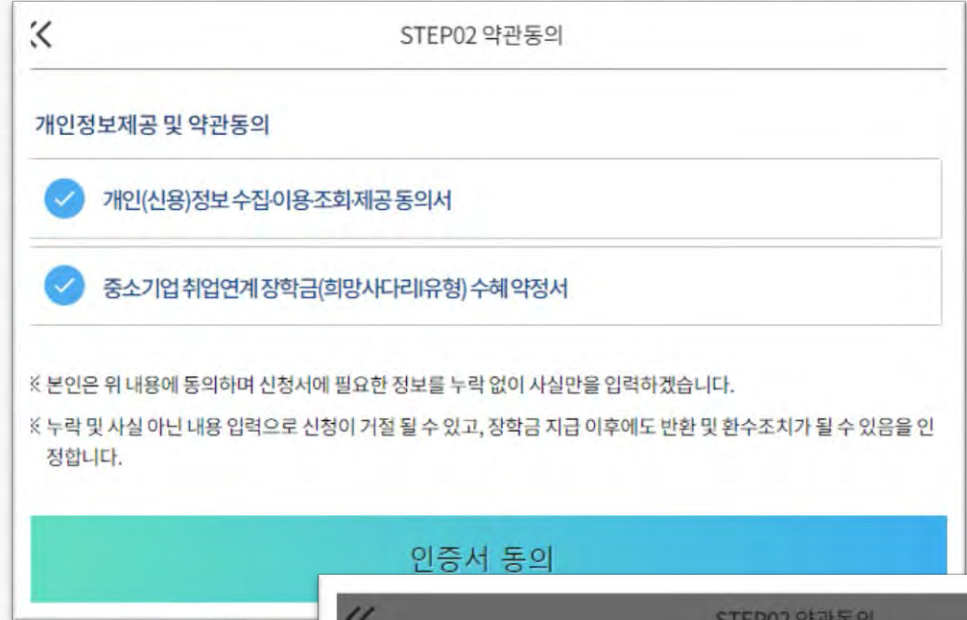 STEP02 약관동의
개인정보제공 및 약관동의
개인(신용)정보 수집·이용·조회·제공 동의서
중소기업 취업연계 장학금(희망사다리I유형) 수혜 약정서
※ 본인은 위 내용에 동의하며 신청서에 필요한 정보를 누락 없이 사실만을 입력하겠습니다.
※ 누락 및 사실 아닌 내용 입력으로 신청이 거절 될 수 있고, 장학금 지급 이후에도 반환 및 환수조치가 될 수 있음을 인
정합니다.
인증서 동의
STEP02 약관동의